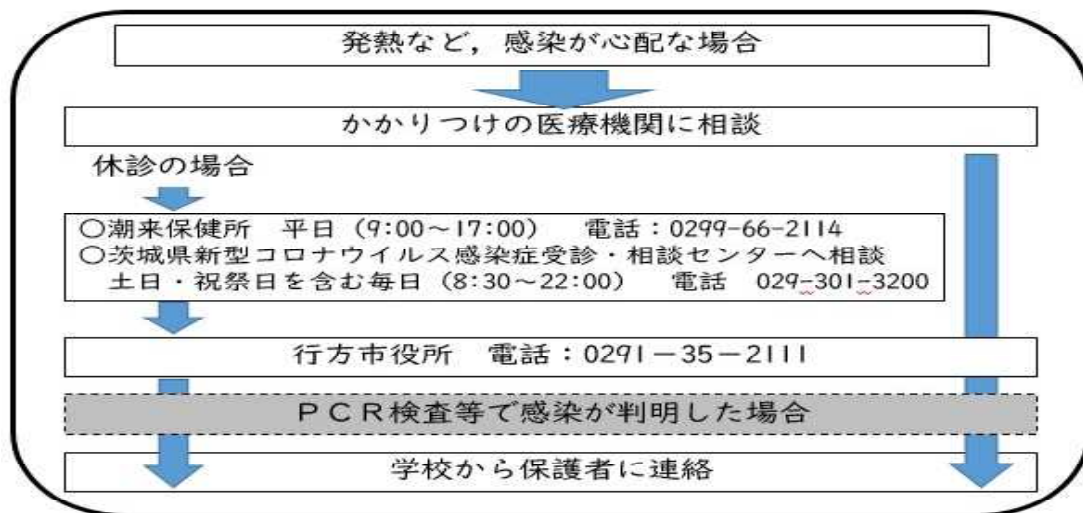 発熱など，感染が心配な場合
かかりつけの医療機関に相談
休診の場合
○潮来保健所　平日（9:00～17:00）　電話：0299-66-2114
○茨城県新型コロナウイルス感染症受診・相談センターへ相談
土日・祝祭日を含む毎日（8:30～22:00）　電話　029-301-3200
行方市役所　電話：0291－35－2111
ＰＣＲ検査等で感染が判明した場合
学校から保護者に連絡